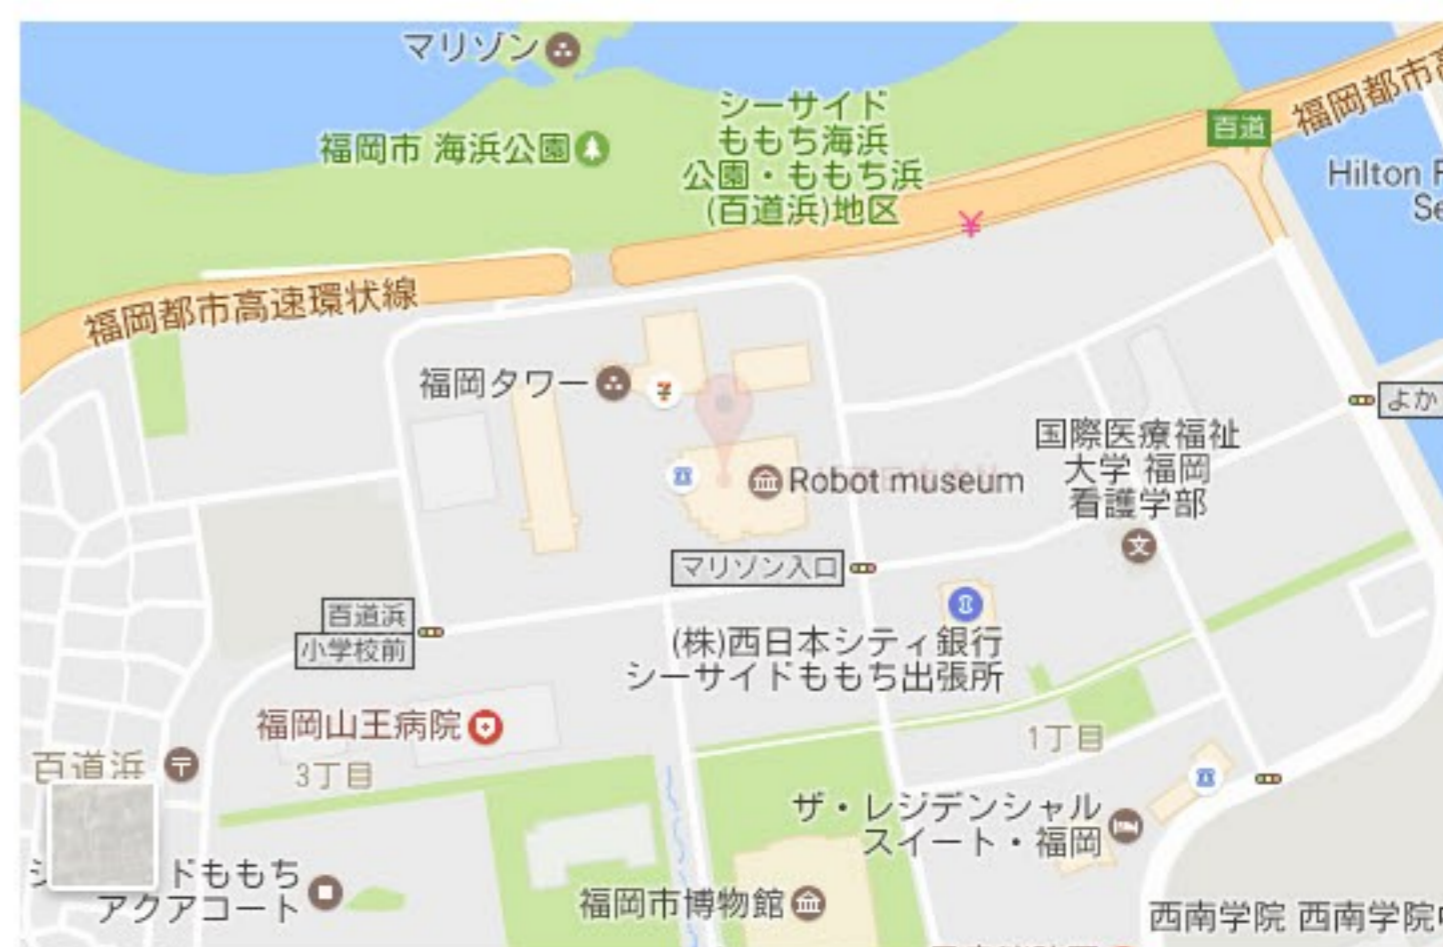 マリゾン
福岡市 海浜公園
シーサイド
ももち海浜
公園・ももち浜
(百道浜)地区
百道
福岡都市高
Hilton F
Se
¥
福岡都市高速環状線
福岡タワー
よか
国際医療福祉
大学 福岡
看護学部
文
Robot museum
マリゾン入口
百道浜
小学校前
(株)西日本シティ銀行
シーサイドももち出張所
福岡山王病院
1丁目
百道浜
〒
3丁目
ザ・レジデンシャル
スイート・福岡
ドももち
アクアコート
福岡市博物館
西南学院 西南学院